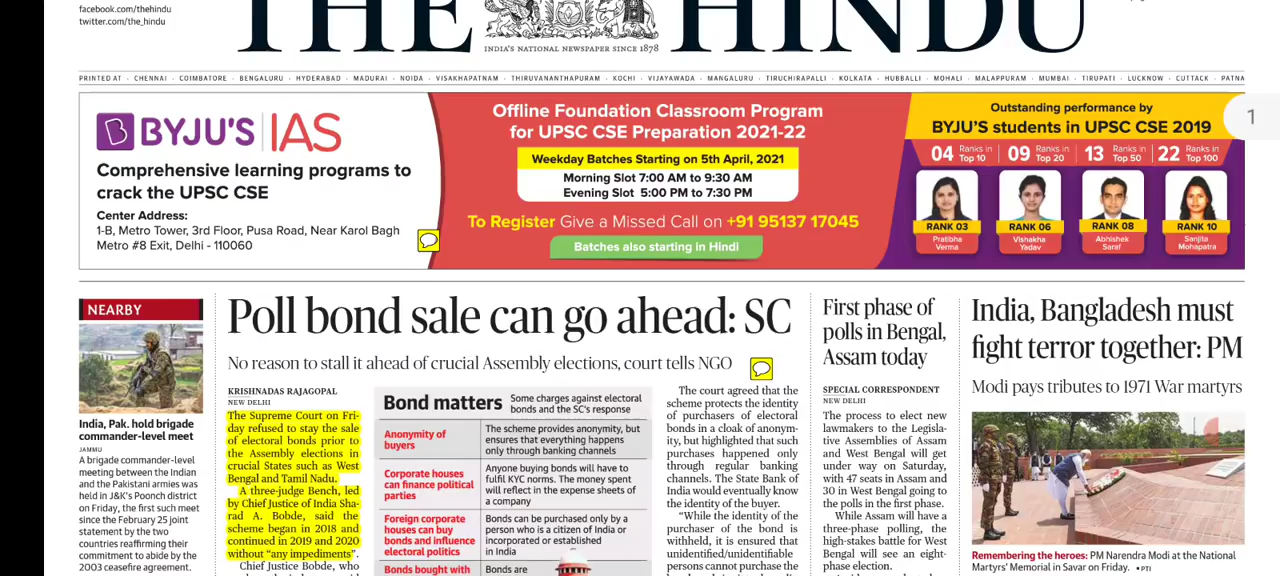 facebook.com/thehindu
twitter.com/the_hindu
THE HINDU
INDIA'S NATIONAL NEWSPAPER SINCE 1878
PRINTED AT · CHENNAI · COIMBATORE · BENGALURU · HYDERABAD · MADURAI · NOIDA · VISAKHAPATNAM · THIRUVANANTHAPURAM · KOCHI · VIJAYAWADA · MANGALURU · TIRUCHIRAPALLI · KOLKATA · HUBBALLI · MOHALI · MALAPPURAM · MUMBAI · TIRUPATI · LUCKNOW · CUTTACK · PATNA
1
B BYJU'S IAS
Comprehensive learning programs to
crack the UPSC CSE
Center Address:
1-B, Metro Tower, 3rd Floor, Pusa Road, Near Karol Bagh
Metro #8 Exit, Delhi - 110060
Offline Foundation Classroom Program
for UPSC CSE Preparation 2021-22
Weekday Batches Starting on 5th April, 2021
Morning Slot 7:00 AM to 9:30 AM
Evening Slot 5:00 PM to 7:30 PM
To Register Give a Missed Call on +91 95137 17045
Batches also starting in Hindi
Outstanding performance by
BYJU'S students in UPSC CSE 2019
04 Ranks in Top 10
09 Ranks in Top 20
13 Ranks in Top 50
22 Ranks in Top 100
RANK 03
Pratibha
Verma
RANK 06
Vishakha
Yadav
RANK 08
Abhishek
Saraf
RANK 10
Sanjita
Mohapatra
NEARBY
India, Pak. hold brigade
commander-level meet
JAMMU
A brigade commander-level
meeting between the Indian
and the Pakistani armies was
held in J&K's Poonch district
on Friday, the first such meet
since the February 25 joint
statement by the two
countries reaffirming their
commitment to abide by the
2003 ceasefire agreement.
Poll bond sale can go ahead: SC
No reason to stall it ahead of crucial Assembly elections, court tells NGO
KRISHNADAS RAJAGOPAL
NEW DELHI
The Supreme Court on Fri-
day refused to stay the sale
of electoral bonds prior to
the Assembly elections in
crucial States such as West
Bengal and Tamil Nadu.
A three-judge Bench, led
by Chief Justice of India Sha-
rad A. Bobde, said the
scheme began in 2018 and
continued in 2019 and 2020
without "any impediments".
Chief Justice Bobde, who
Bond matters
Some charges against electoral
bonds and the SC's response
Anonymity of
buyers
The scheme provides anonymity, but
ensures that everything happens
only through banking channels
Corporate houses
can finance political
parties
Anyone buying bonds will have to
fulfil KYC norms. The money spent
will reflect in the expense sheets of
a company
Foreign corporate
houses can buy
bonds and influence
electoral politics
Bonds can be purchased only by a
person who is a citizen of India or
incorporated or established
in India
Bonds bought with
Bonds are
The court agreed that the
scheme protects the identity
of purchasers of electoral
bonds in a cloak of anonym-
ity, but highlighted that such
purchases happened only
through regular banking
channels. The State Bank of
India would eventually know
the identity of the buyer.
"While the identity of the
purchaser of the bond is
withheld, it is ensured that
unidentified/unidentifiable
persons cannot purchase the
First phase of
polls in Bengal,
Assam today
SPECIAL CORRESPONDENT
NEW DELHI
The process to elect new
lawmakers to the Legisla-
tive Assemblies of Assam
and West Bengal will get
under way on Saturday,
with 47 seats in Assam and
30 in West Bengal going to
the polls in the first phase.
While Assam will have a
three-phase polling, the
high-stakes battle for West
Bengal will see an eight-
phase election.
India, Bangladesh must
fight terror together: PM
Modi pays tributes to 1971 War martyrs
Remembering the heroes: PM Narendra Modi at the National
Martyrs' Memorial in Savar on Friday. • PTI